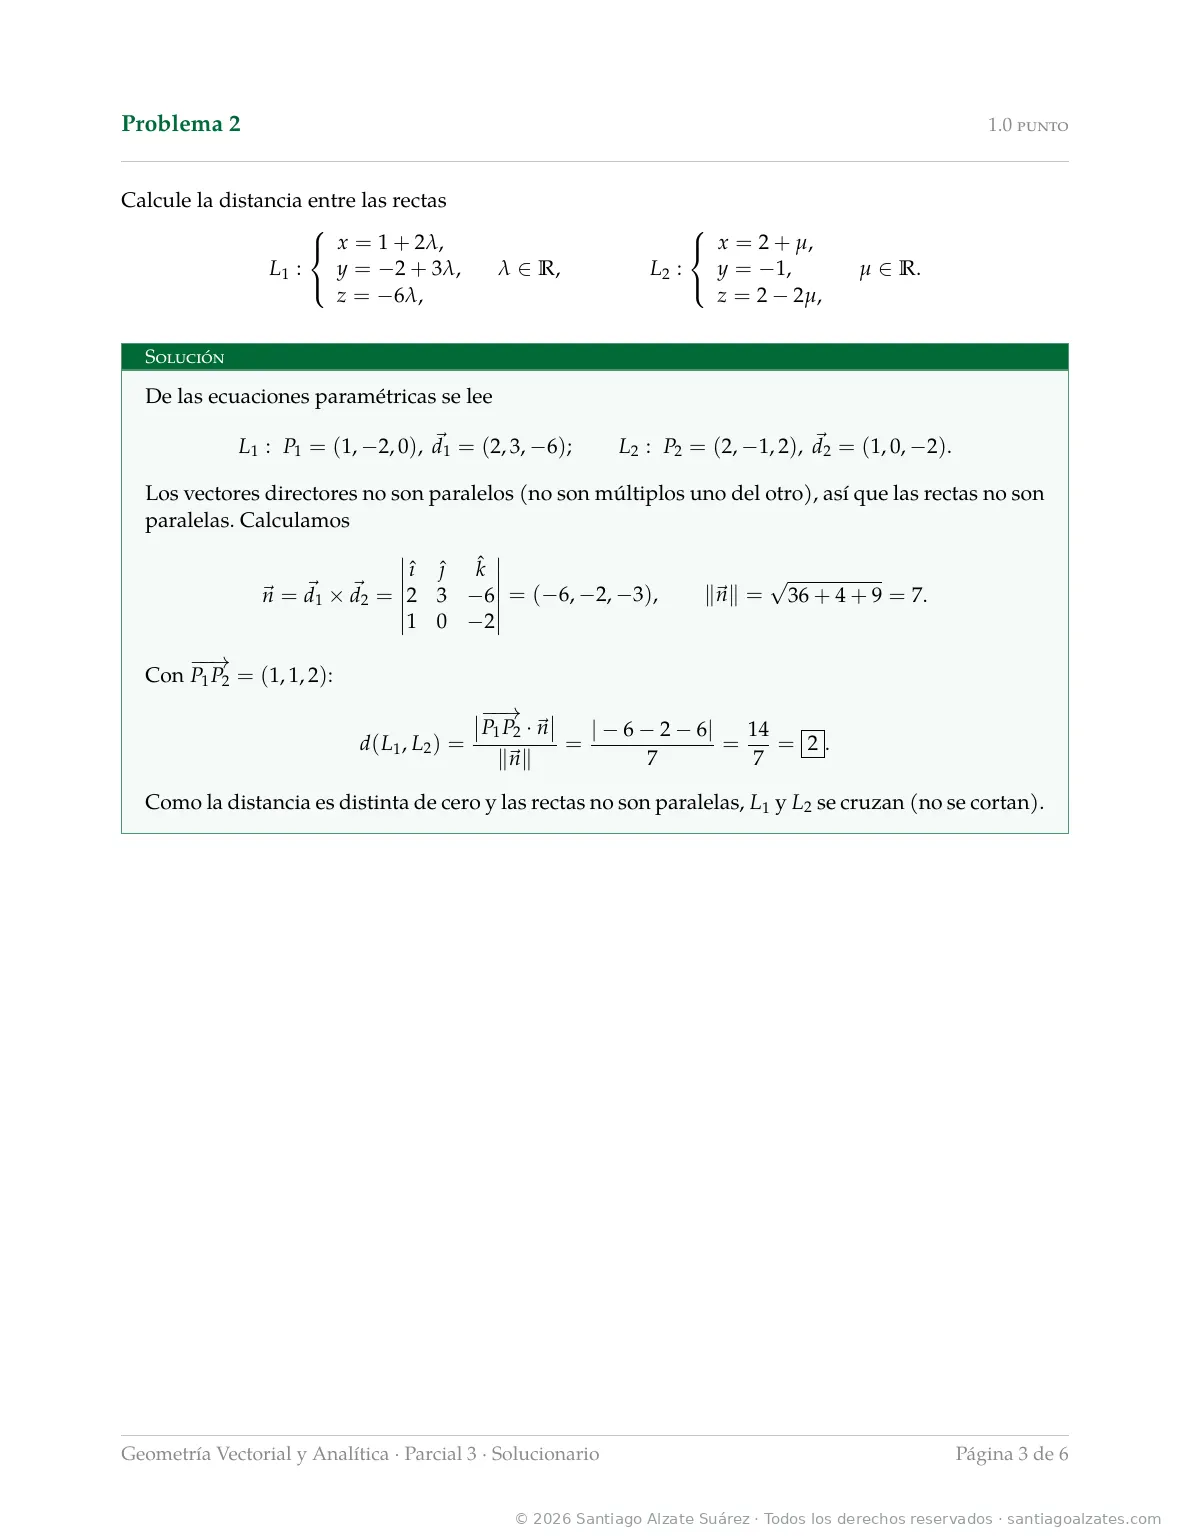 Problema 2
1.0 PUNTO
Calcule la distancia entre las rectas
L₁ : { x = 1 + 2λ,
y = −2 + 3λ, λ ∈ ℝ,
z = −6λ,
L₂ : { x = 2 + μ,
y = −1, μ ∈ ℝ.
z = 2 − 2μ,
Solución
De las ecuaciones paramétricas se lee
L₁ : P₁ = (1, −2, 0), d⃗₁ = (2, 3, −6); L₂ : P₂ = (2, −1, 2), d⃗₂ = (1, 0, −2).
Los vectores directores no son paralelos (no son múltiplos uno del otro), así que las rectas no son
paralelas. Calculamos
n⃗ = d⃗₁ × d⃗₂ = | î ĵ k̂ |
| 2 3 −6 | = (−6, −2, −3), ‖n⃗‖ = √(36 + 4 + 9) = 7.
| 1 0 −2 |
Con P₁P₂⃗ = (1, 1, 2):
d(L₁, L₂) = |P₁P₂⃗ · n⃗| / ‖n⃗‖ = | − 6 − 2 − 6| / 7 = 14 / 7 = 2.
Como la distancia es distinta de cero y las rectas no son paralelas, L₁ y L₂ se cruzan (no se cortan).
Geometría Vectorial y Analítica · Parcial 3 · Solucionario
Página 3 de 6
© 2026 Santiago Alzate Suárez · Todos los derechos reservados · santiagoalzates.com